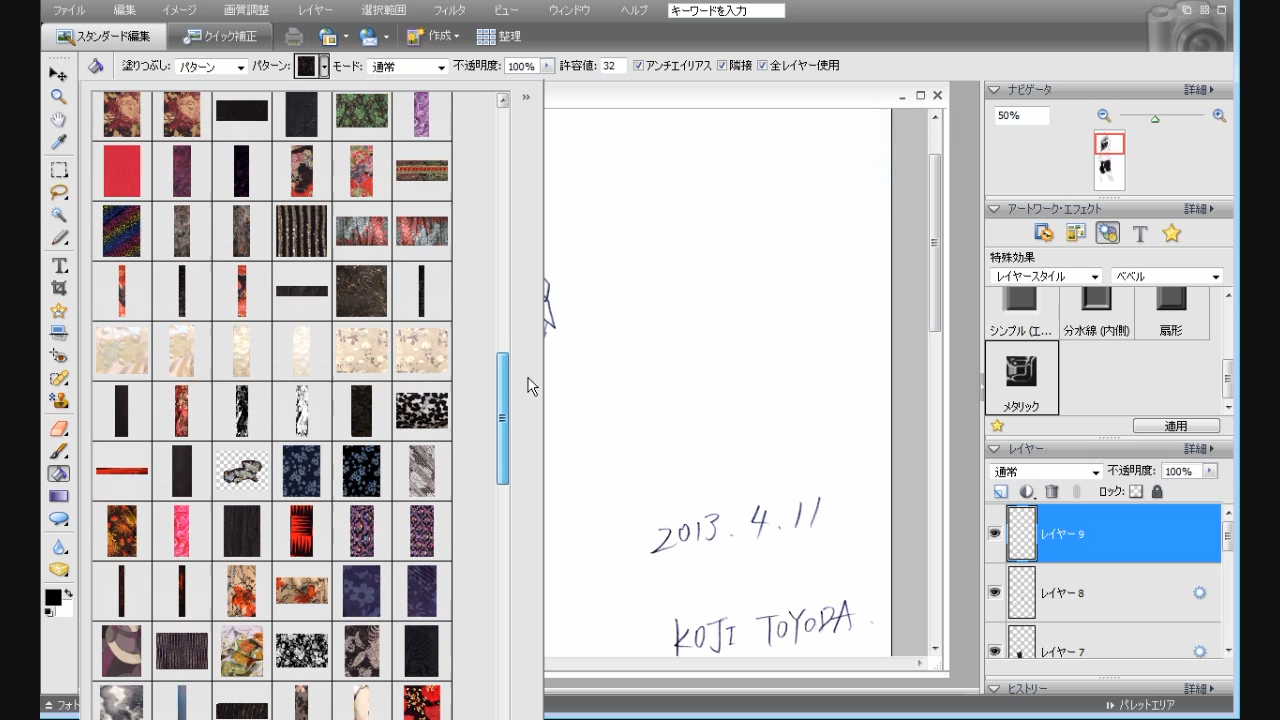 ファイル 編集 イメージ 画質調整 レイヤー 選択範囲 フィルタ ビュー ウィンドウ ヘルプ キーワードを入力
スタンダード編集 クイック補正 作成 整理
塗りつぶし: パターン パターン: モード: 通常 不透明度: 100% 許容値: 32 アンチエイリアス 隣接 全レイヤー使用
ナビゲータ 詳細
50%
アートワーク・エフェクト 詳細
特殊効果
レイヤースタイル ベベル
シンプル (エ... 分水線 (内側) 扇形
メタリック
適用
レイヤー 詳細
通常 不透明度: 100%
ロック:
レイヤー 9
レイヤー 8
レイヤー 7
ヒストリー 詳細
パレットエリア
フォト
2013.4.11
KOJI TOYODA